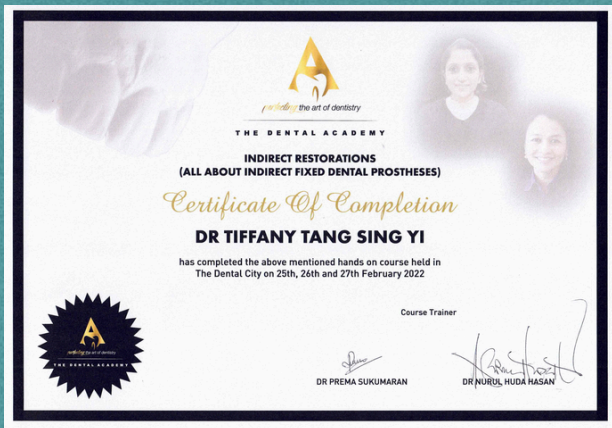 perfecting the art of dentistry
THE DENTAL ACADEMY
INDIRECT RESTORATIONS
(ALL ABOUT INDIRECT FIXED DENTAL PROSTHESES)
Certificate Of Completion
DR TIFFANY TANG SING YI
has completed the above mentioned hands on course held in
The Dental City on 25th, 26th and 27th February 2022
Course Trainer
perfecting the art of dentistry
THE DENTAL ACADEMY
DR PREMA SUKUMARAN
DR NURUL HUDA HASAN